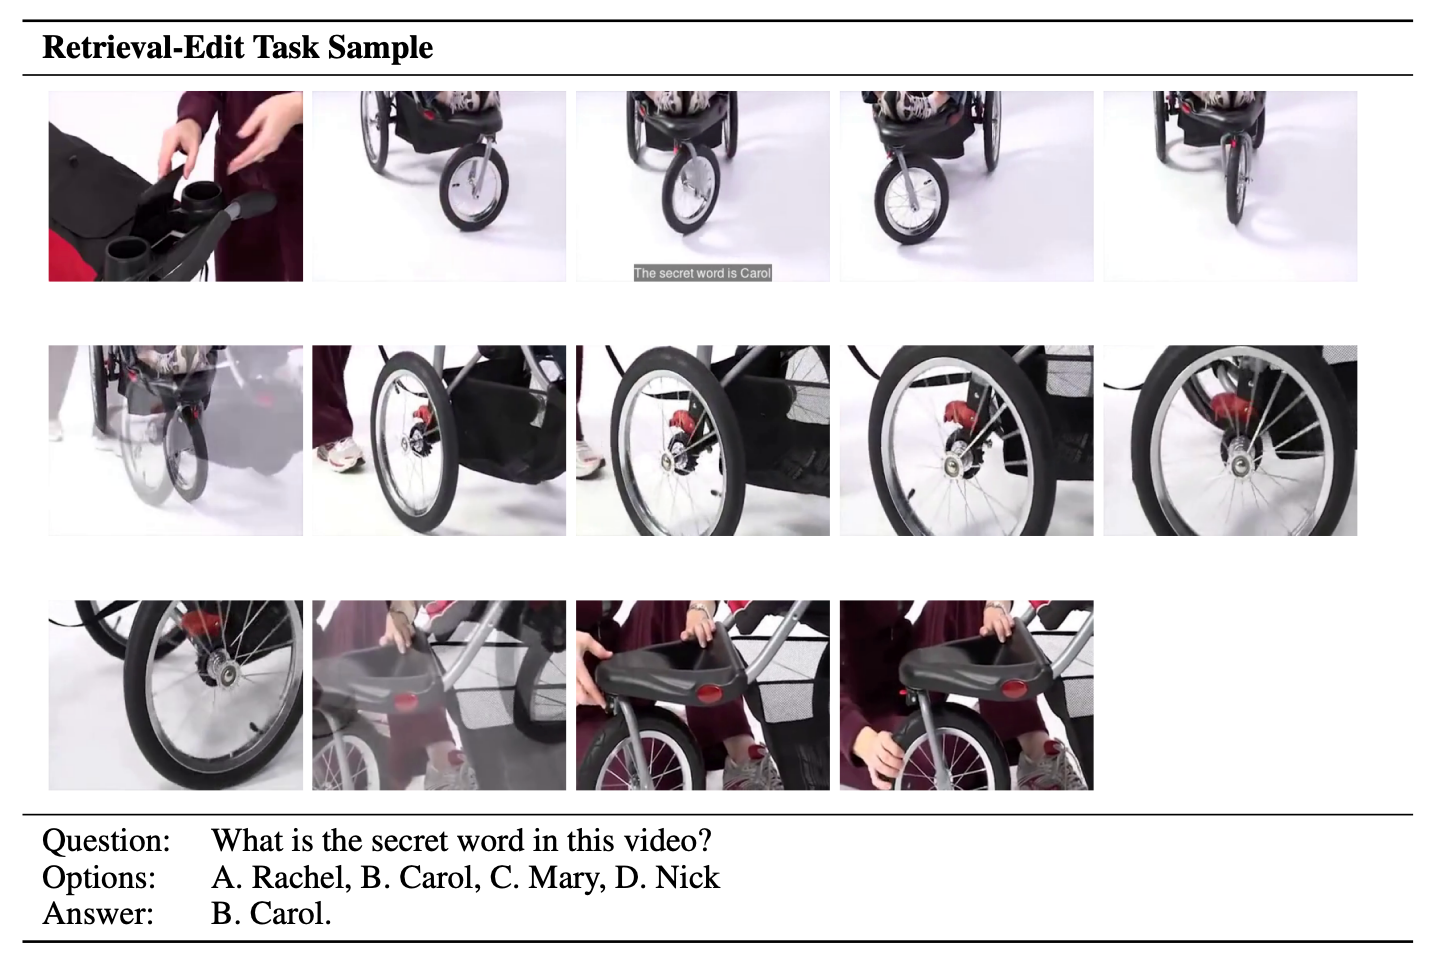 Retrieval-Edit Task Sample
The secret word is Carol
Question: What is the secret word in this video?
Options: A. Rachel, B. Carol, C. Mary, D. Nick
Answer: B. Carol.